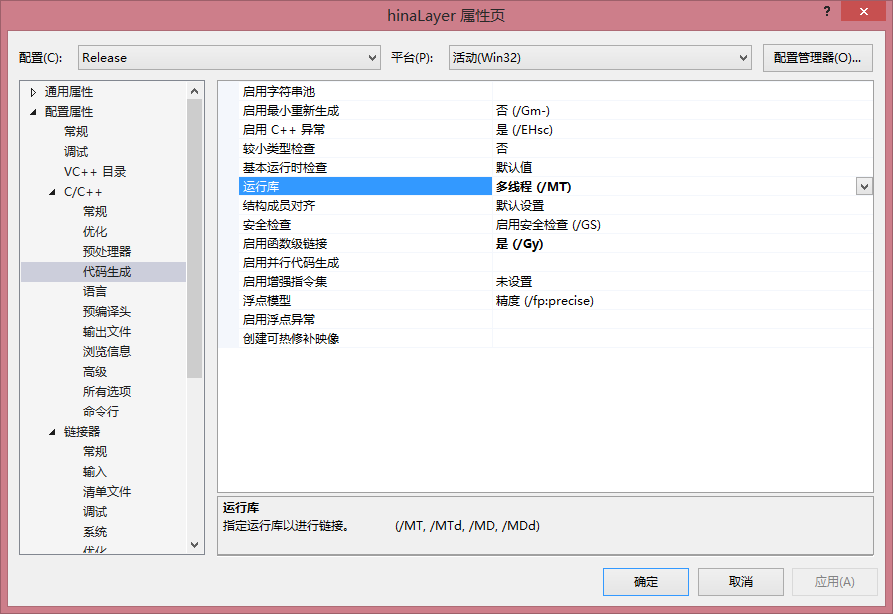 hinaLayer 属性页
?
配置(C): Release 平台(P): 活动(Win32) 配置管理器(O)...
通用属性
配置属性
常规
调试
VC++ 目录
C/C++
常规
优化
预处理器
代码生成
语言
预编译头
输出文件
浏览信息
高级
所有选项
命令行
链接器
常规
输入
清单文件
调试
系统
优化
启用字符串池
启用最小重新生成 否 (/Gm-)
启用 C++ 异常 是 (/EHsc)
较小类型检查 否
基本运行时检查 默认值
运行库 多线程 (/MT)
结构成员对齐 默认设置
安全检查 启用安全检查 (/GS)
启用函数级链接 是 (/Gy)
启用并行代码生成
启用增强指令集 未设置
浮点模型 精度 (/fp:precise)
启用浮点异常
创建可热修补映像
运行库
指定运行库以进行链接。 (/MT, /MTd, /MD, /MDd)
确定 取消 应用(A)